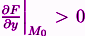 ∂F/∂y |_{M₀} > 0